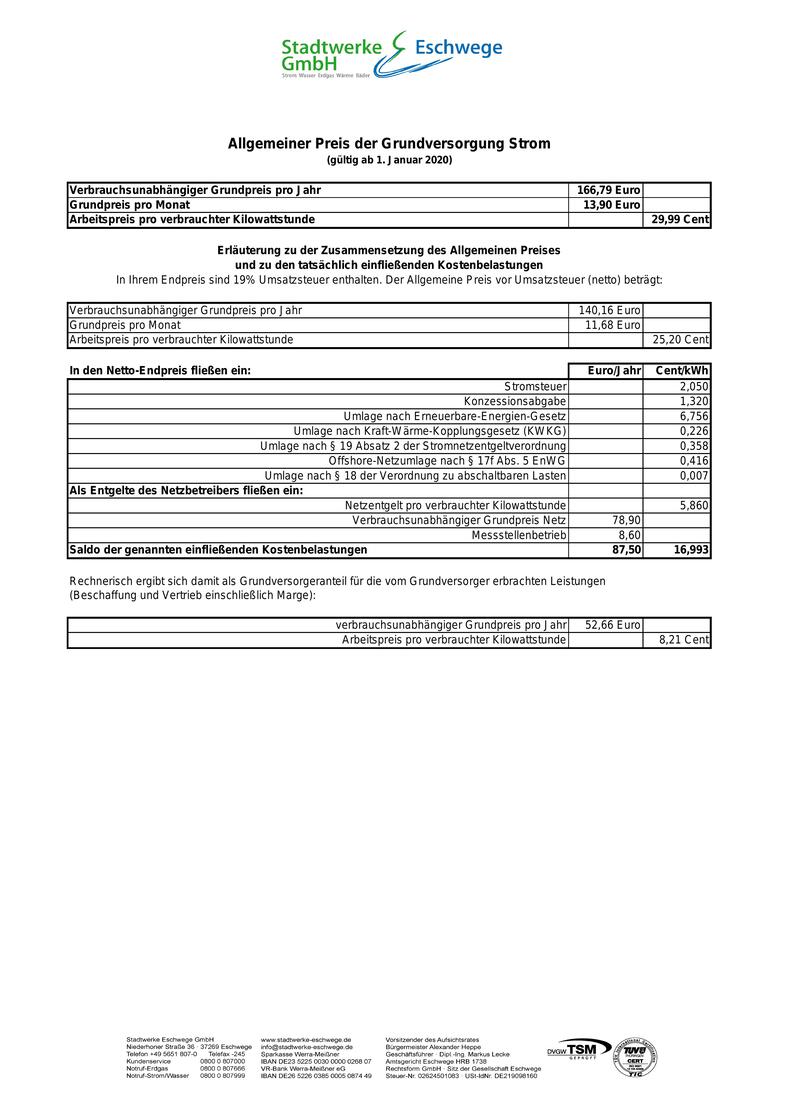 Stadtwerke Eschwege
GmbH
Strom Wasser Erdgas Wärme Bäder
Allgemeiner Preis der Grundversorgung Strom
(gültig ab 1. Januar 2020)
Verbrauchsunabhängiger Grundpreis pro Jahr 166,79 Euro
Grundpreis pro Monat 13,90 Euro
Arbeitspreis pro verbrauchter Kilowattstunde 29,99 Cent
Erläuterung zu der Zusammensetzung des Allgemeinen Preises
und zu den tatsächlich einfließenden Kostenbelastungen
In Ihrem Endpreis sind 19% Umsatzsteuer enthalten. Der Allgemeine Preis vor Umsatzsteuer (netto) beträgt:
Verbrauchsunabhängiger Grundpreis pro Jahr 140,16 Euro
Grundpreis pro Monat 11,68 Euro
Arbeitspreis pro verbrauchter Kilowattstunde 25,20 Cent
In den Netto-Endpreis fließen ein: Euro/Jahr Cent/kWh
Stromsteuer 2,050
Konzessionsabgabe 1,320
Umlage nach Erneuerbare-Energien-Gesetz 6,756
Umlage nach Kraft-Wärme-Kopplungsgesetz (KWKG) 0,226
Umlage nach § 19 Absatz 2 der Stromnetzentgeltverordnung 0,358
Offshore-Netzumlage nach § 17f Abs. 5 EnWG 0,416
Umlage nach § 18 der Verordnung zu abschaltbaren Lasten 0,007
Als Entgelte des Netzbetreibers fließen ein:
Netzentgelt pro verbrauchter Kilowattstunde 5,860
Verbrauchsunabhängiger Grundpreis Netz 78,90
Messstellenbetrieb 8,60
Saldo der genannten einfließenden Kostenbelastungen 87,50 16,993
Rechnerisch ergibt sich damit als Grundversorgeranteil für die vom Grundversorger erbrachten Leistungen
(Beschaffung und Vertrieb einschließlich Marge):
verbrauchsunabhängiger Grundpreis pro Jahr 52,66 Euro
Arbeitspreis pro verbrauchter Kilowattstunde 8,21 Cent
Stadtwerke Eschwege GmbH
Niederhoner Straße 36 · 37269 Eschwege
Telefon +49 5651 807-0 Telefax -245
Kundenservice 0800 0 807000
Notruf-Erdgas 0800 0 807666
Notruf-Strom/Wasser 0800 0 807999
www.stadtwerke-eschwege.de
info@stadtwerke-eschwege.de
Sparkasse Werra-Meißner
IBAN DE23 5225 0030 0000 0268 07
VR-Bank Werra-Meißner eG
IBAN DE26 5226 0385 0005 0874 49
Vorsitzender des Aufsichtsrates
Bürgermeister Alexander Heppe
Geschäftsführer · Dipl.-Ing. Markus Lecke
Amtsgericht Eschwege HRB 1738
Rechtsform GmbH · Sitz der Gesellschaft Eschwege
Steuer-Nr. 02624501083 · USt-IdNr. DE219098160
DVGW TSM
GEPRÜFT
CERT
TIC